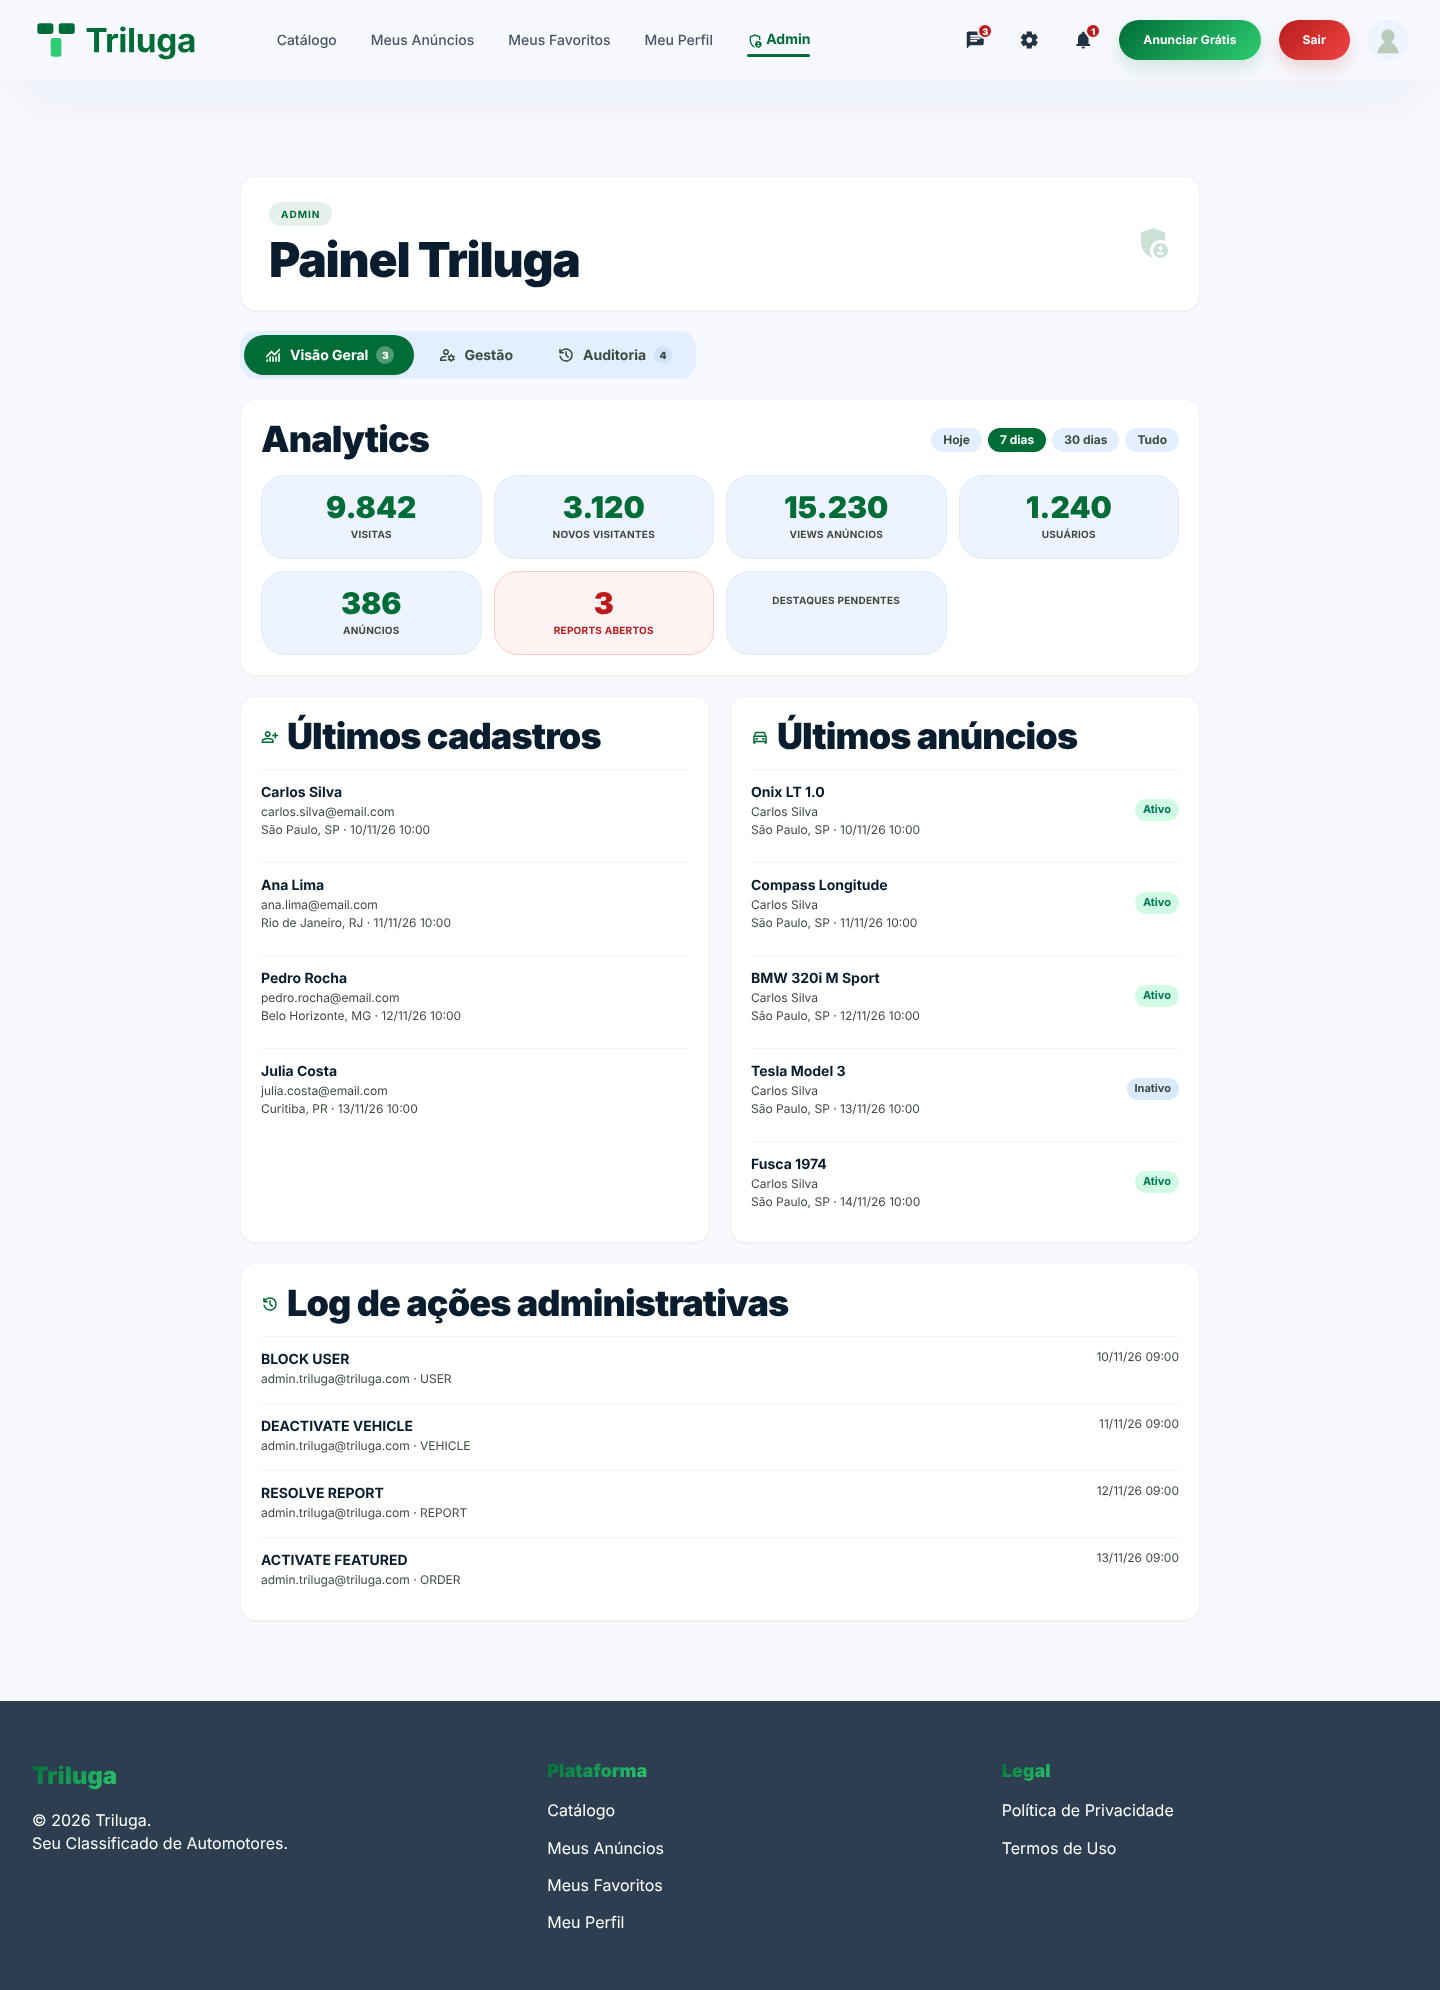 Triluga
Catálogo
Meus Anúncios
Meus Favoritos
Meu Perfil
Admin
3
1
Anunciar Grátis
Sair
ADMIN
Painel Triluga
Visão Geral 3
Gestão
Auditoria 4
Analytics
Hoje
7 dias
30 dias
Tudo
9.842
VISITAS
3.120
NOVOS VISITANTES
15.230
VIEWS ANÚNCIOS
1.240
USUÁRIOS
386
ANÚNCIOS
3
REPORTS ABERTOS
DESTAQUES PENDENTES
Últimos cadastros
Carlos Silva
carlos.silva@email.com
São Paulo, SP · 10/11/26 10:00
Ana Lima
ana.lima@email.com
Rio de Janeiro, RJ · 11/11/26 10:00
Pedro Rocha
pedro.rocha@email.com
Belo Horizonte, MG · 12/11/26 10:00
Julia Costa
julia.costa@email.com
Curitiba, PR · 13/11/26 10:00
Últimos anúncios
Onix LT 1.0
Carlos Silva
São Paulo, SP · 10/11/26 10:00
Ativo
Compass Longitude
Carlos Silva
São Paulo, SP · 11/11/26 10:00
Ativo
BMW 320i M Sport
Carlos Silva
São Paulo, SP · 12/11/26 10:00
Ativo
Tesla Model 3
Carlos Silva
São Paulo, SP · 13/11/26 10:00
Inativo
Fusca 1974
Carlos Silva
São Paulo, SP · 14/11/26 10:00
Ativo
Log de ações administrativas
BLOCK USER
admin.triluga@triluga.com · USER
10/11/26 09:00
DEACTIVATE VEHICLE
admin.triluga@triluga.com · VEHICLE
11/11/26 09:00
RESOLVE REPORT
admin.triluga@triluga.com · REPORT
12/11/26 09:00
ACTIVATE FEATURED
admin.triluga@triluga.com · ORDER
13/11/26 09:00
Triluga
© 2026 Triluga.
Seu Classificado de Automotores.
Plataforma
Catálogo
Meus Anúncios
Meus Favoritos
Meu Perfil
Legal
Política de Privacidade
Termos de Uso